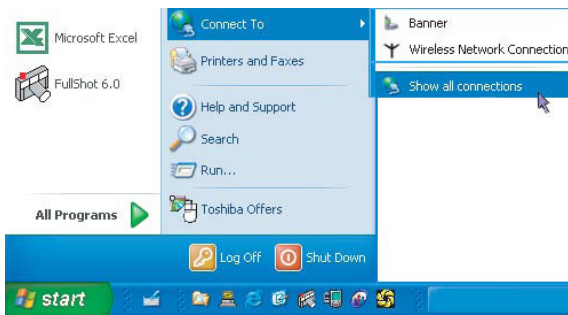 Microsoft Excel
FullShot 6.0
All Programs
Connect To
Printers and Faxes
Help and Support
Search
Run...
Toshiba Offers
Banner
Wireless Network Connection
Show all connections
Log Off
Shut Down
start